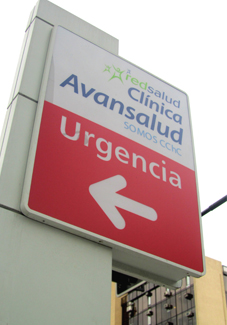 redsalud
Clínica
Avansalud
SOMOS CChC
Urgencia